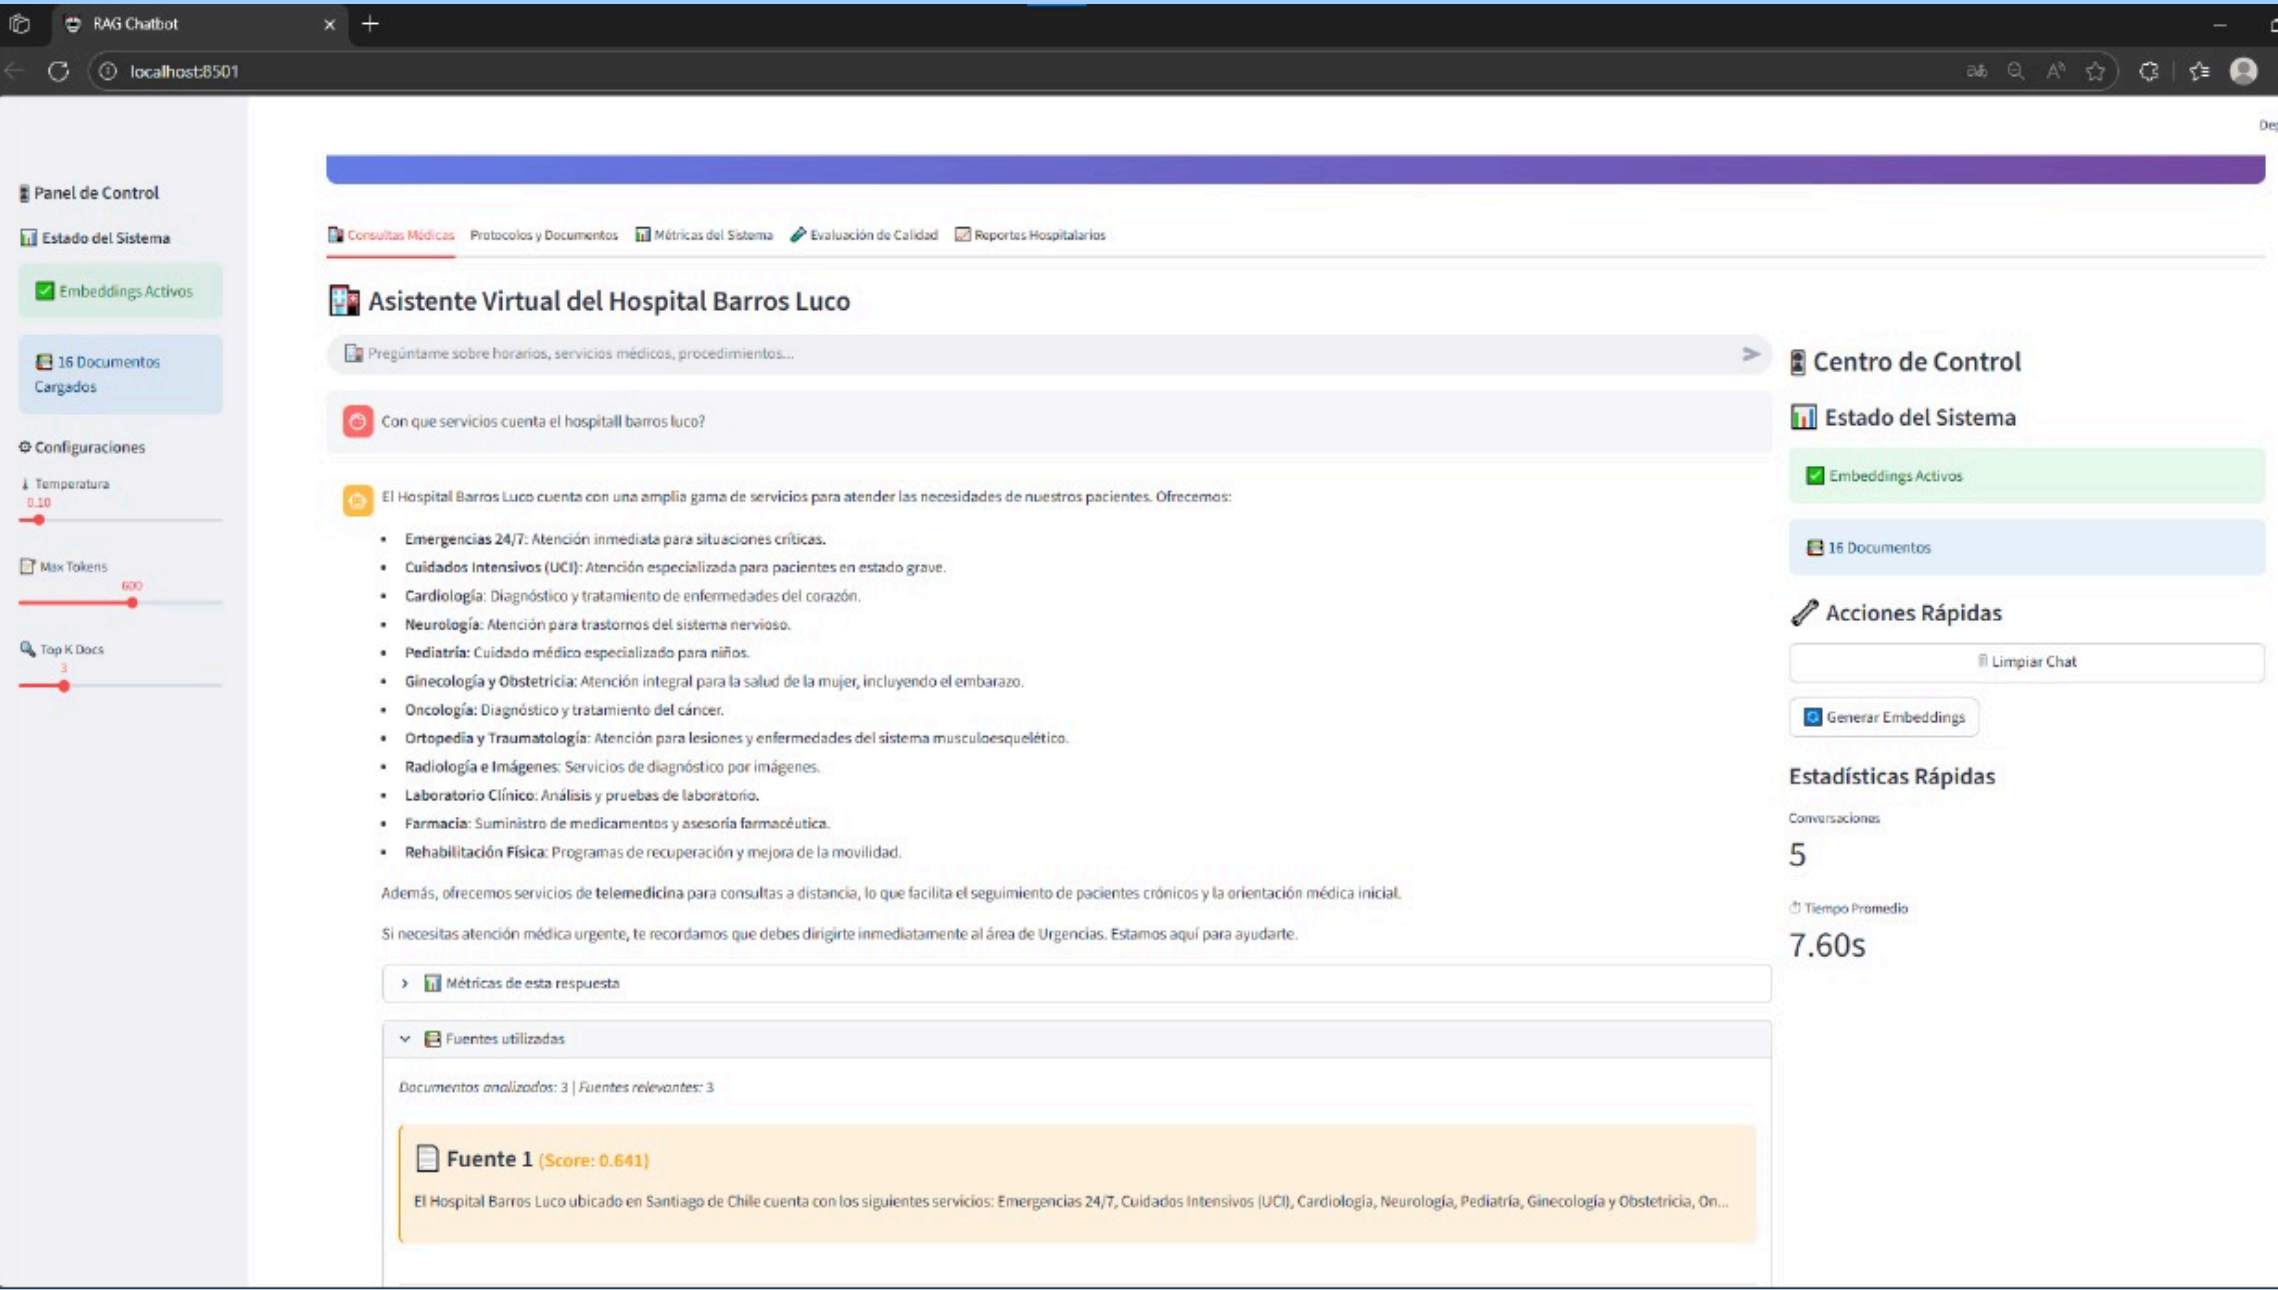 RAG Chatbot
localhost:8501
Panel de Control
Estado del Sistema
Embeddings Activos
16 Documentos
Cargados
Configuraciones
Temperatura
0.10
Max Tokens
600
Top K Docs
3
Consultas Médicas
Protocolos y Documentos
Métricas del Sistema
Evaluación de Calidad
Reportes Hospitalarios
Asistente Virtual del Hospital Barros Luco
Pregúntame sobre horarios, servicios médicos, procedimientos...
Con que servicios cuenta el hospitall barros luco?
El Hospital Barros Luco cuenta con una amplia gama de servicios para atender las necesidades de nuestros pacientes. Ofrecemos:
Emergencias 24/7: Atención inmediata para situaciones críticas.
Cuidados Intensivos (UCI): Atención especializada para pacientes en estado grave.
Cardiología: Diagnóstico y tratamiento de enfermedades del corazón.
Neurología: Atención para trastornos del sistema nervioso.
Pediatría: Cuidado médico especializado para niños.
Ginecología y Obstetricia: Atención integral para la salud de la mujer, incluyendo el embarazo.
Oncología: Diagnóstico y tratamiento del cáncer.
Ortopedia y Traumatología: Atención para lesiones y enfermedades del sistema musculoesquelético.
Radiología e Imágenes: Servicios de diagnóstico por imágenes.
Laboratorio Clínico: Análisis y pruebas de laboratorio.
Farmacia: Suministro de medicamentos y asesoría farmacéutica.
Rehabilitación Física: Programas de recuperación y mejora de la movilidad.
Además, ofrecemos servicios de telemedicina para consultas a distancia, lo que facilita el seguimiento de pacientes crónicos y la orientación médica inicial.
Si necesitas atención médica urgente, te recordamos que debes dirigirte inmediatamente al área de Urgencias. Estamos aquí para ayudarte.
Métricas de esta respuesta
Fuentes utilizadas
Documentos analizados: 3 | Fuentes relevantes: 3
Fuente 1 (Score: 0.641)
El Hospital Barros Luco ubicado en Santiago de Chile cuenta con los siguientes servicios: Emergencias 24/7, Cuidados Intensivos (UCI), Cardiología, Neurología, Pediatría, Ginecología y Obstetricia, On...
Centro de Control
Estado del Sistema
Embeddings Activos
16 Documentos
Acciones Rápidas
Limpiar Chat
Generar Embeddings
Estadísticas Rápidas
Conversaciones
5
Tiempo Promedio
7.60s